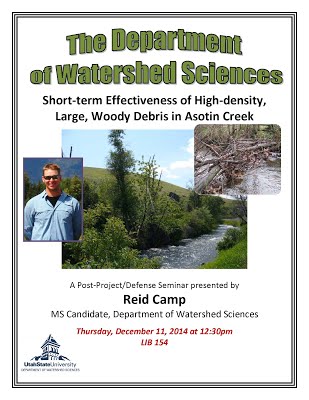 The Department
of Watershed Sciences
Short-term Effectiveness of High-density,
Large, Woody Debris in Asotin Creek
A Post-Project/Defense Seminar presented by
Reid Camp
MS Candidate, Department of Watershed Sciences
Thursday, December 11, 2014 at 12:30pm
LIB 154
UtahStateUniversity
DEPARTMENT OF WATERSHED SCIENCES